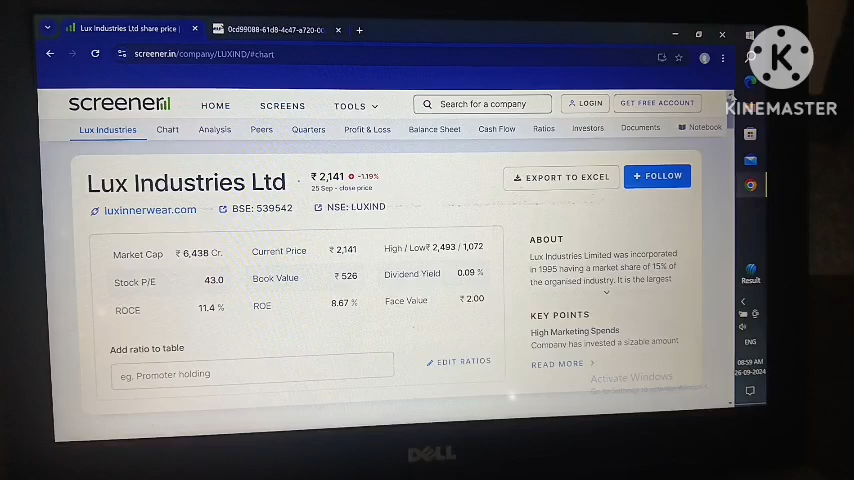 Lux Industries Ltd share price |
0cd99088-61d8-4c47-a720-0
screener.in/company/LUXIND/#chart
KINEMASTER
screener
HOME
SCREENS
TOOLS
Search for a company
LOGIN
GET FREE ACCOUNT
Lux Industries
Chart
Analysis
Peers
Quarters
Profit & Loss
Balance Sheet
Cash Flow
Ratios
Investors
Documents
Notebook
Lux Industries Ltd
₹ 2,141 -1.19%
25 Sep - close price
EXPORT TO EXCEL
+ FOLLOW
luxinnerwear.com
BSE: 539542
NSE: LUXIND
Market Cap ₹ 6,438 Cr.
Current Price ₹ 2,141
High / Low ₹ 2,493 / 1,072
Stock P/E 43.0
Book Value ₹ 526
Dividend Yield 0.09 %
ROCE 11.4 %
ROE 8.67 %
Face Value ₹ 2.00
Add ratio to table
eg. Promoter holding
EDIT RATIOS
ABOUT
Lux Industries Limited was incorporated
in 1995 having a market share of 15% of
the organised industry. It is the largest
KEY POINTS
High Marketing Spends
Company has invested a sizable amount
READ MORE
Activate Windows
Result
ENG
08:59 AM
26-09-2024
DELL